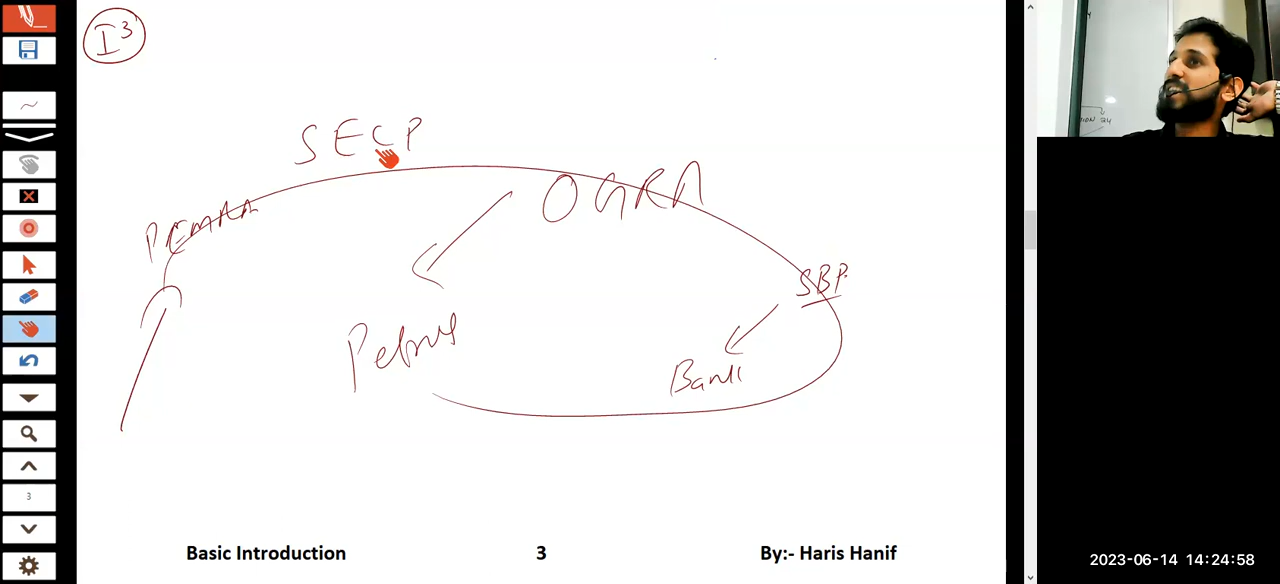 I³
SECP
PEMRA
OGRA
SBP
Petrol
Bank
Basic Introduction 3 By:- Haris Hanif
3
2023-06-14 14:24:58